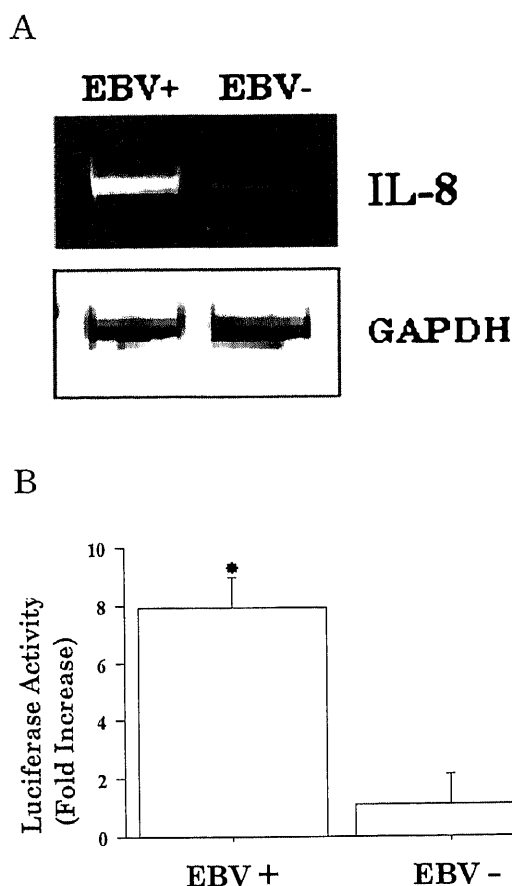 A
EBV+ EBV-
IL-8
GAPDH
B
Luciferase Activity
(Fold Increase)
10
*
8
6
4
2
0
EBV + EBV -